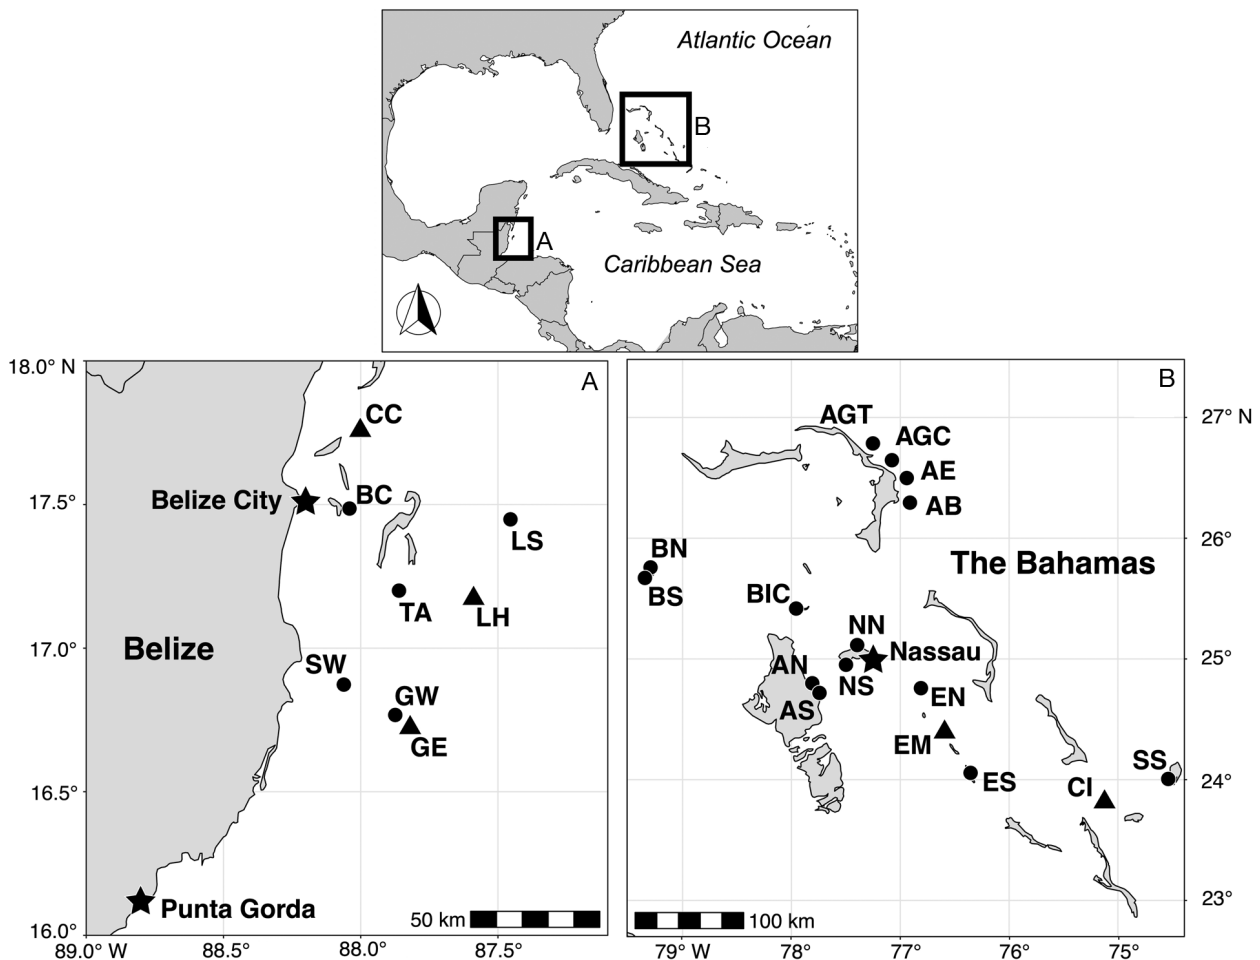 Atlantic Ocean
B
A
Caribbean Sea
18.0° N
17.5°
17.0°
16.5°
16.0°
89.0° W
88.5°
88.0°
87.5°
A
CC
Belize City
BC
LS
TA
LH
Belize
SW
GW
GE
Punta Gorda
50 km
B
AGT
AGC
AE
AB
BN
BS
The Bahamas
BIC
NN
Nassau
AN
NS
AS
EN
EM
ES
SS
CI
100 km
27° N
26°
25°
24°
23°
79° W
78°
77°
76°
75°